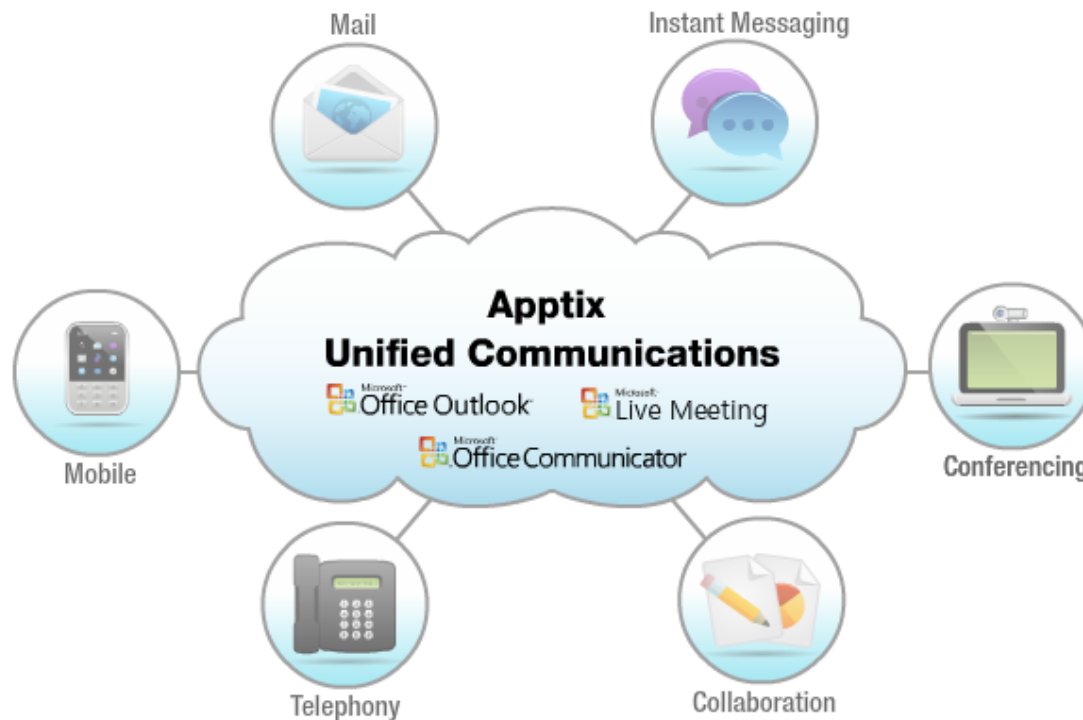 Mail
Instant Messaging
Apptix
Unified Communications
Microsoft®
Office Outlook®
Microsoft®
Live Meeting
Microsoft®
Office Communicator
Mobile
Conferencing
Telephony
Collaboration